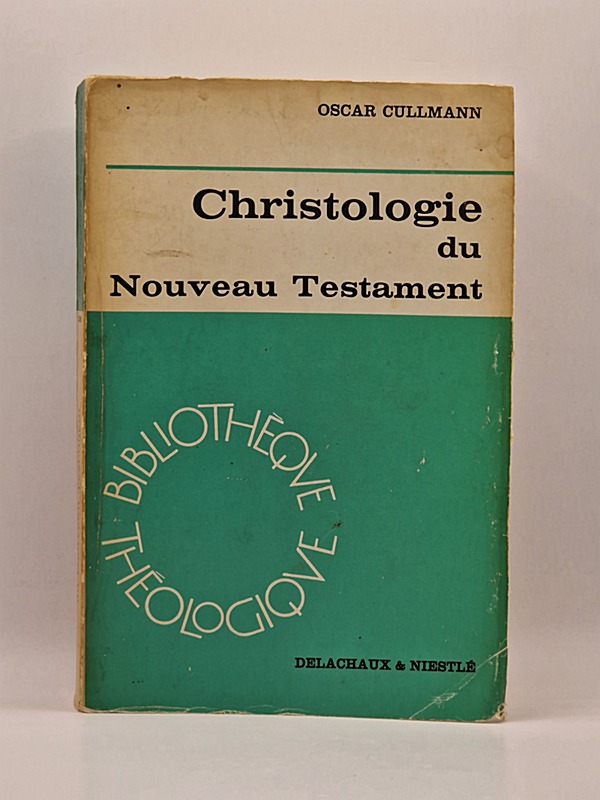 OSCAR CULLMANN
Christologie
du
Nouveau Testament
BIBLIOTHÈQVE
THÉOLOGIQVE
DELACHAUX & NIESTLÉ